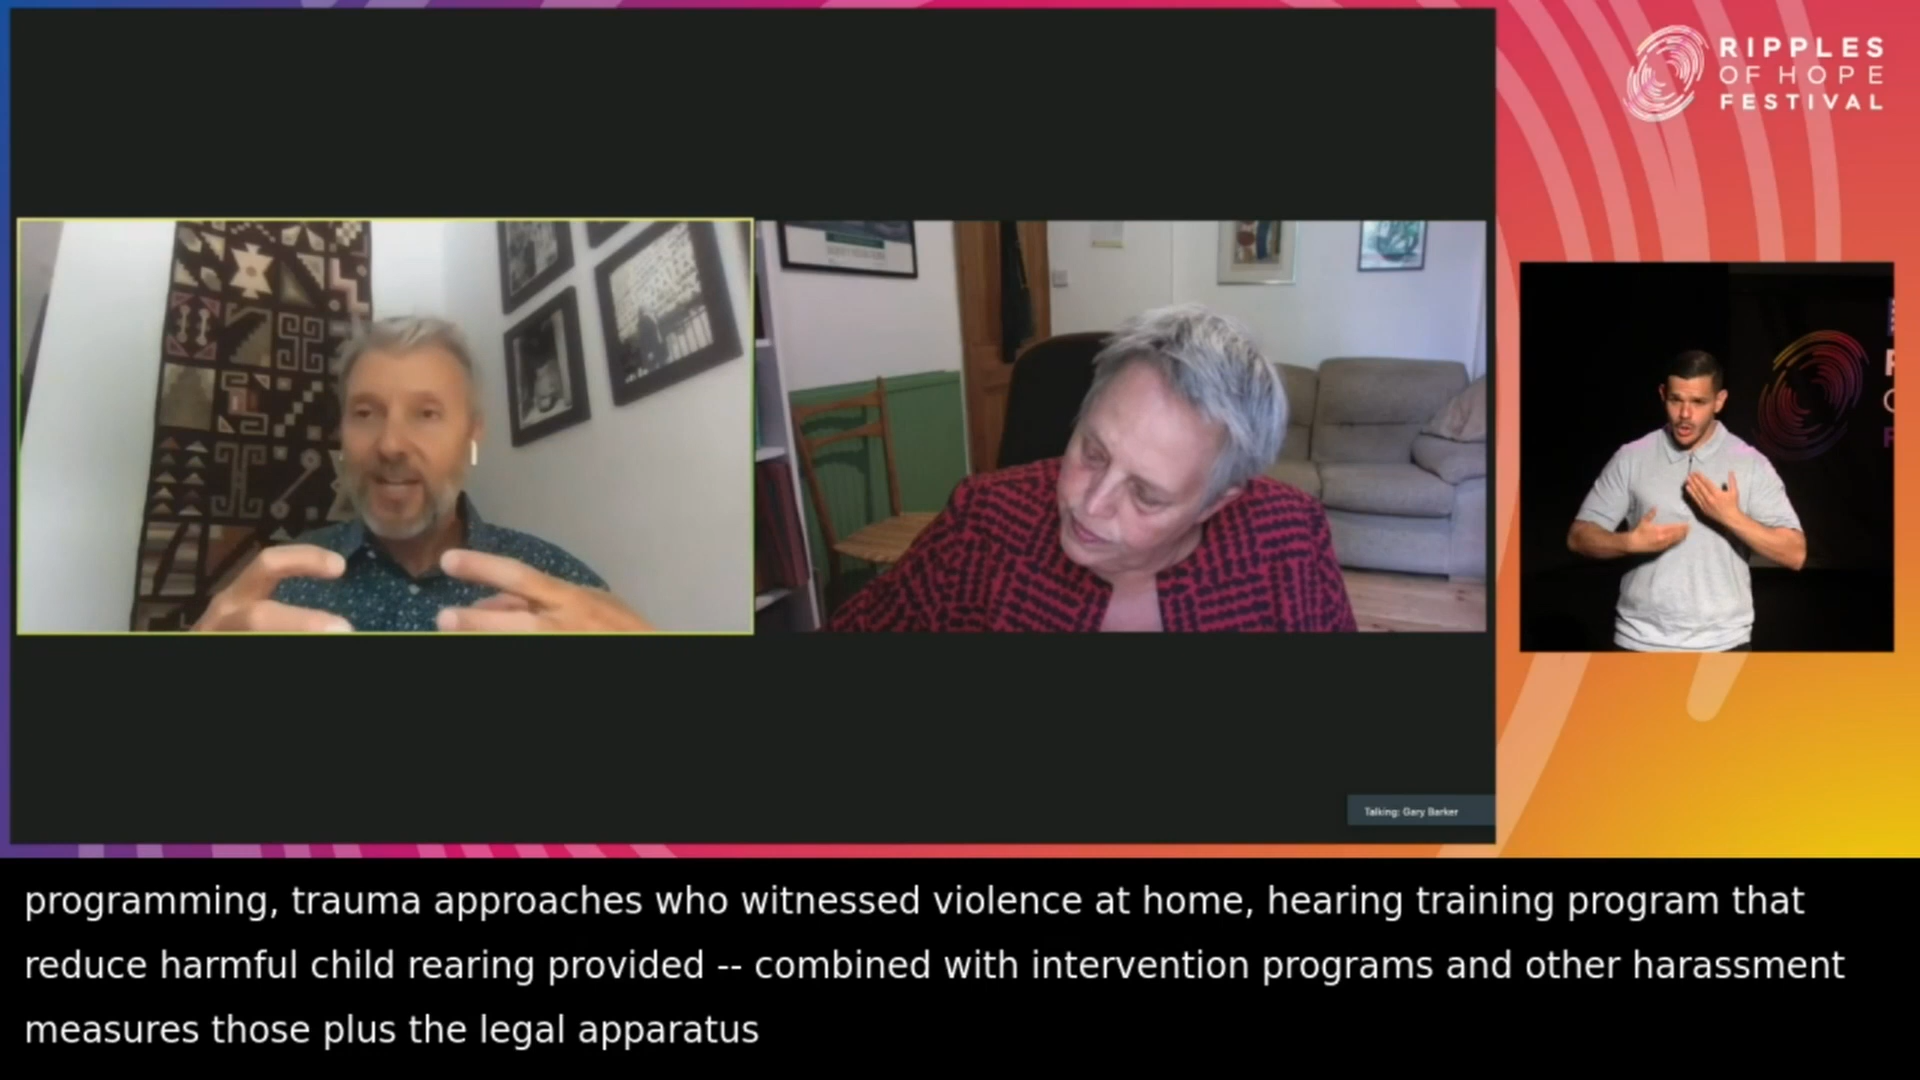 RIPPLES
OF HOPE
FESTIVAL
Talking: Gary Barker
programming, trauma approaches who witnessed violence at home, hearing training program that
reduce harmful child rearing provided -- combined with intervention programs and other harassment
measures those plus the legal apparatus